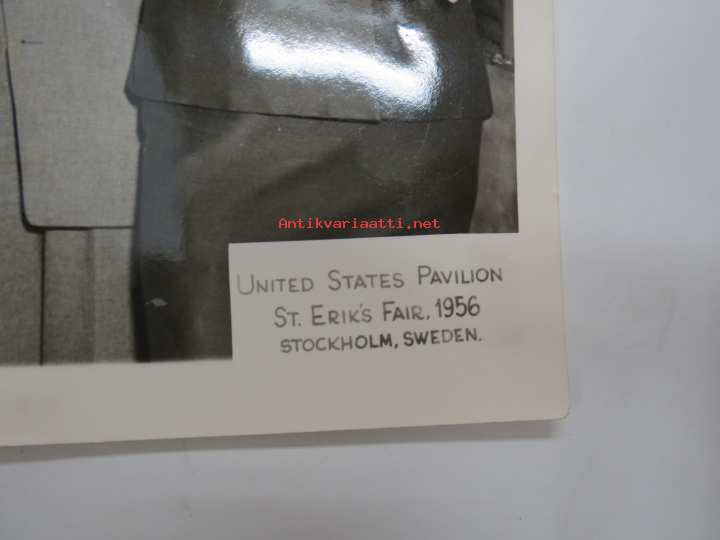 Antikvariaatti.net
UNITED STATES PAVILION
ST. ERIK'S FAIR, 1956
STOCKHOLM, SWEDEN.